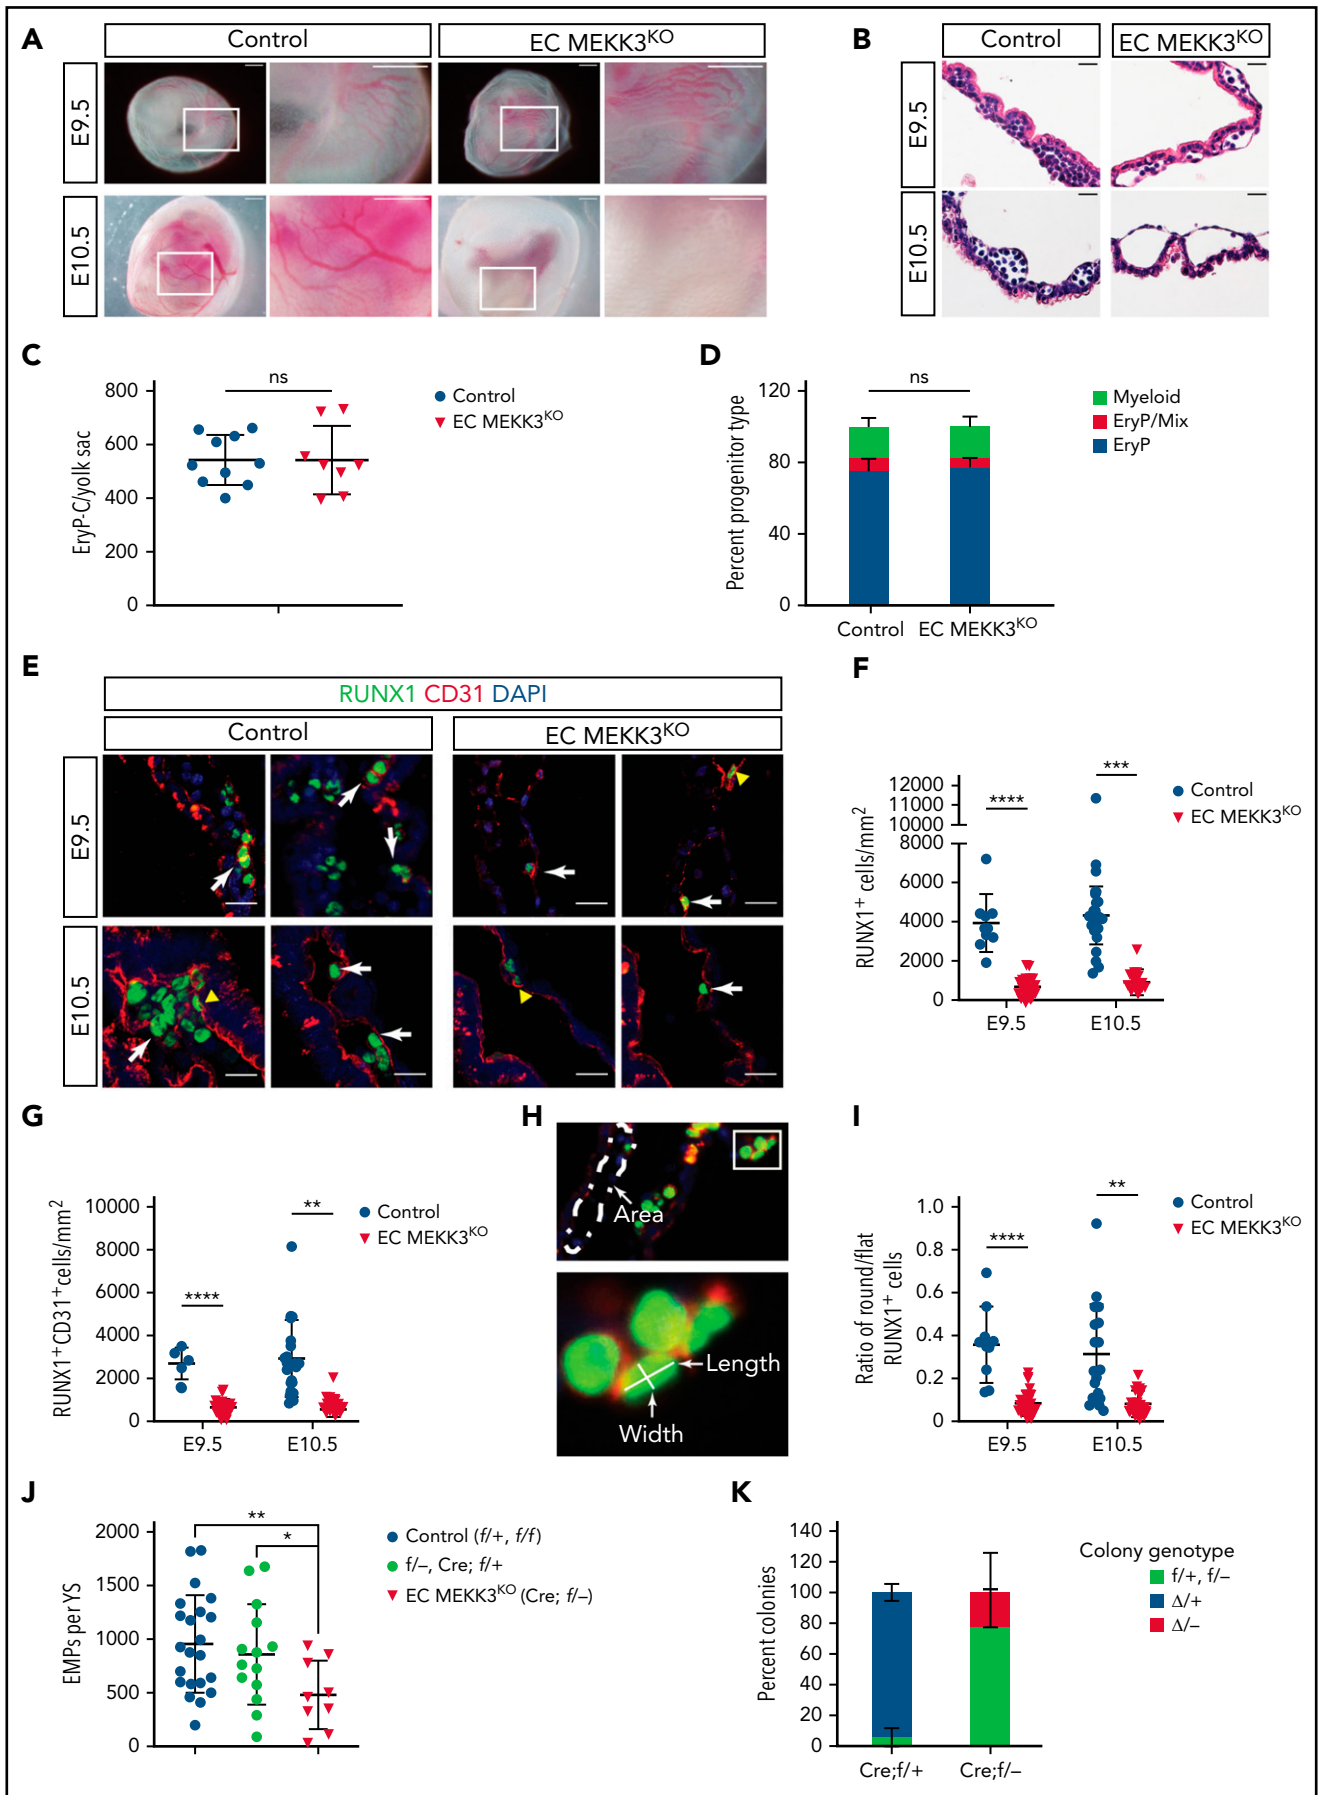 A
Control
EC MEKK3KO
E9.5
E10.5
B
Control
EC MEKK3KO
E9.5
E10.5
C
EryP-C/yolk sac
800
600
400
200
0
ns
Control
EC MEKK3KO
D
Percent progenitor type
120
80
40
0
ns
Control
EC MEKK3KO
Myeloid
EryP/Mix
EryP
E
RUNX1 CD31 DAPI
Control
EC MEKK3KO
E9.5
E10.5
F
RUNX1+ cells/mm2
12000
11000
10000
8000
6000
4000
2000
0
****
***
E9.5
E10.5
Control
EC MEKK3KO
G
RUNX1+CD31+cells/mm2
10000
8000
6000
4000
2000
0
****
**
E9.5
E10.5
Control
EC MEKK3KO
H
Area
Length
Width
I
Ratio of round/flat
RUNX1+ cells
1.0
0.8
0.6
0.4
0.2
0
****
**
E9.5
E10.5
Control
EC MEKK3KO
J
EMPs per YS
2000
1500
1000
500
0
**
*
Control (f/+, f/f)
f/–, Cre; f/+
EC MEKK3KO (Cre; f/–)
K
Percent colonies
140
120
100
80
60
40
20
0
Cre;f/+
Cre;f/–
Colony genotype
f/+, f/–
Δ/+
Δ/–